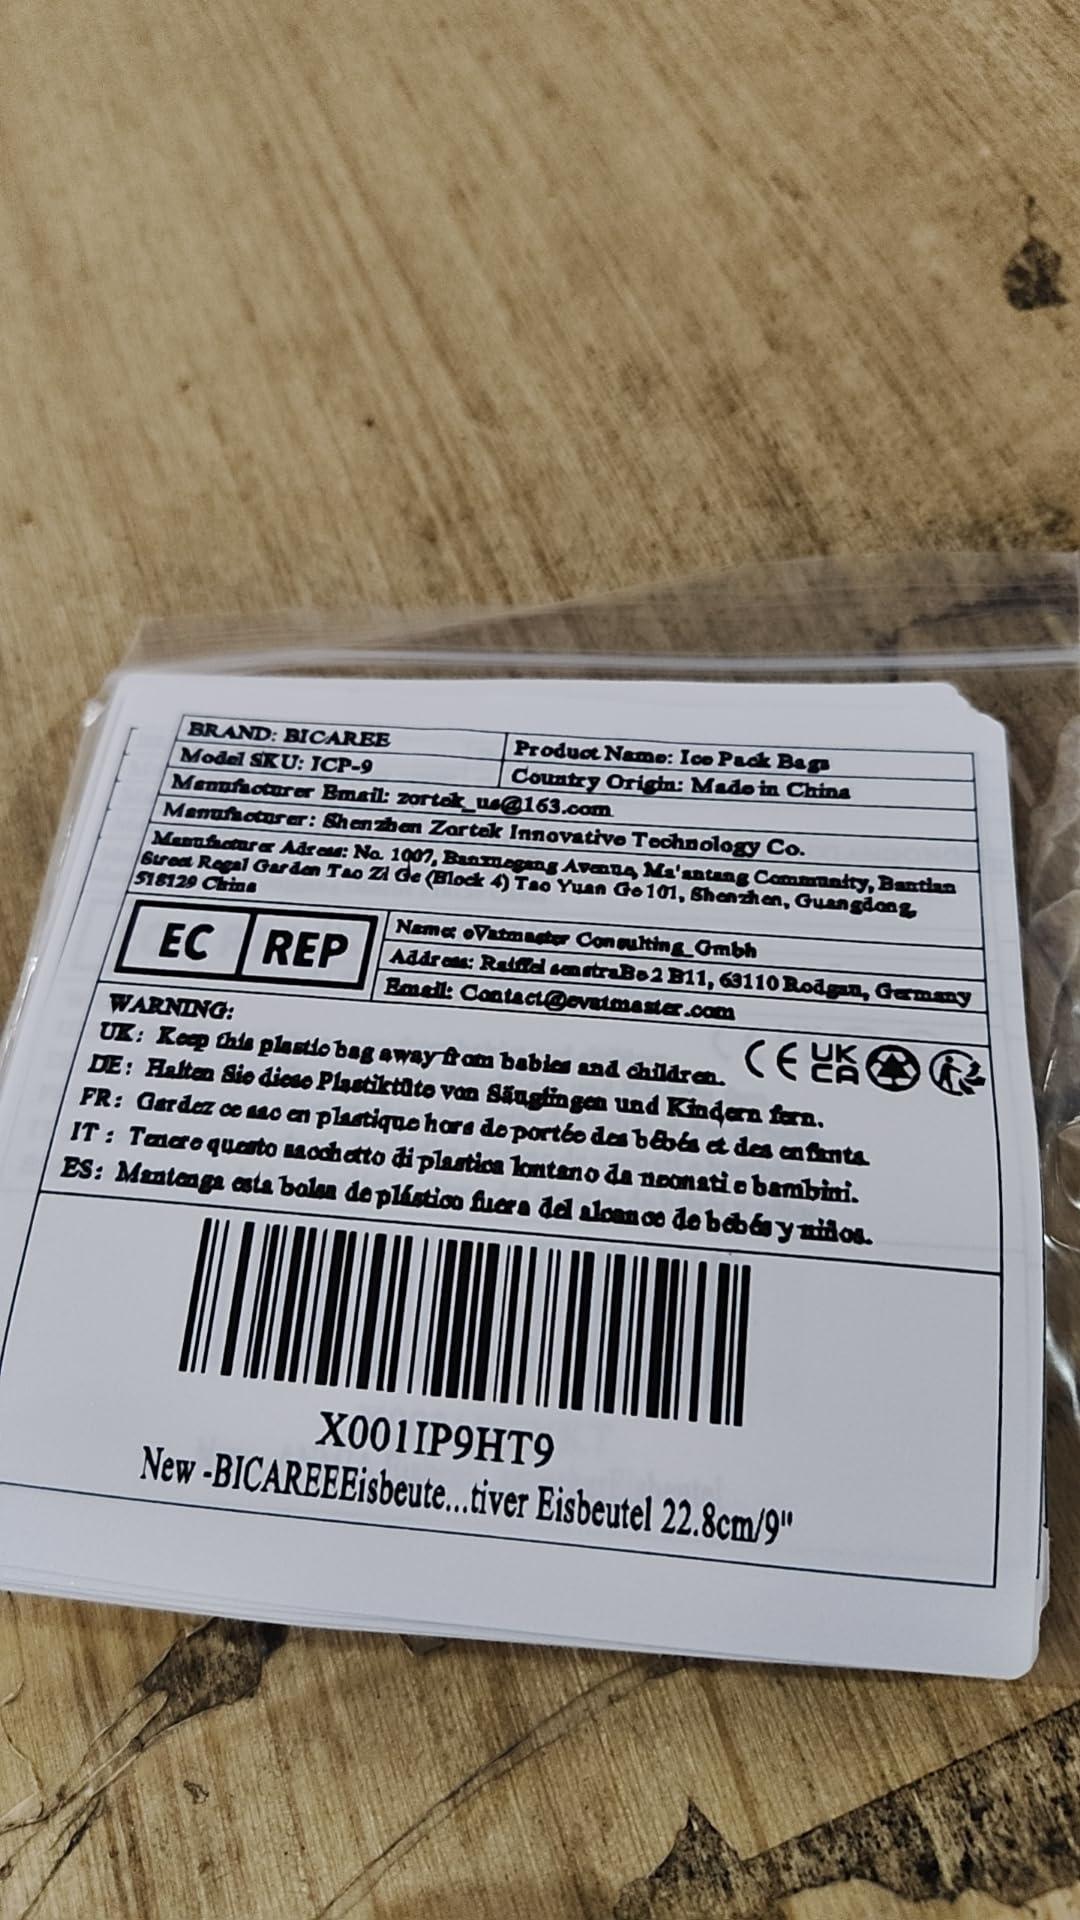 BRAND: BICAREE
Product Name: Ice Pack Bags
Model SKU: ICP-9
Country Origin: Made in China
Manufacturer Email: zortek_us@163.com
Manufacturer: Shenzhen Zortek Innovative Technology Co.
Manufacturer Adress: No. 1007, Banxuegang Avenue, Ma'antang Community, Bantian
Street Regal Garden Tao Zi Ge (Block 4) Tao Yuan Ge 101, Shenzhen, Guangdong,
518129 China
EC REP
Name: eVatmaster Consulting_Gmbh
Address: Raiffei senstraBe 2 B11, 63110 Rodgau, Germany
Email: Contact@evatmaster.com
WARNING:
UK: Keep this plastic bag away from babies and children.
CE UK CA
DE: Halten Sie diese Plastiktüte von Säuglingen und Kindern fern.
FR: Gardez ce sac en plastique hors de portée des bébés et des enfants.
IT: Tenere questo sacchetto di plastica lontano da neonati e bambini.
ES: Mantenga esta bolsa de plástico fuera del alcance de bebés y niños.
X001IP9HT9
New -BICAREEEisbeute...tiver Eisbeutel 22.8cm/9"